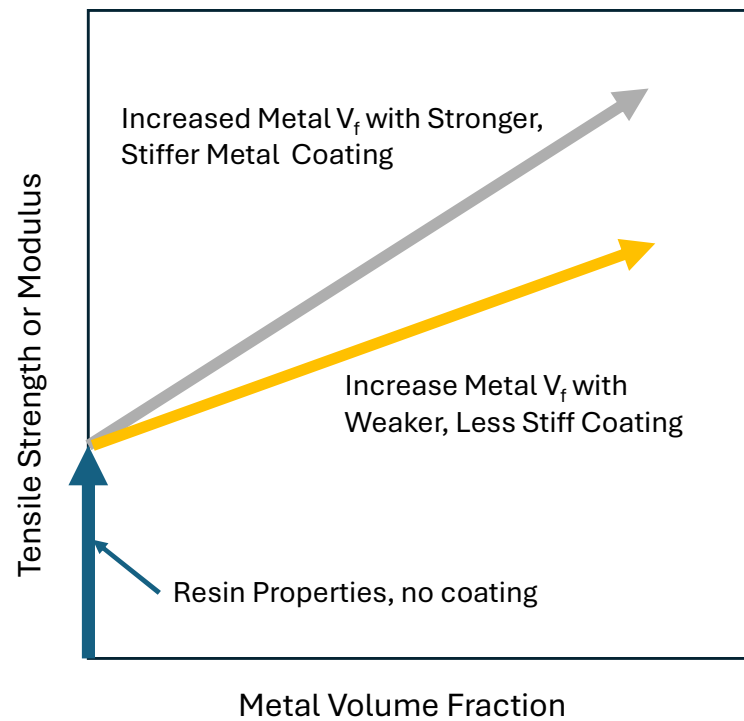 Increased Metal Vf with Stronger,
Stiffer Metal Coating
Tensile Strength or Modulus
Increase Metal Vf with
Weaker, Less Stiff Coating
Resin Properties, no coating
Metal Volume Fraction